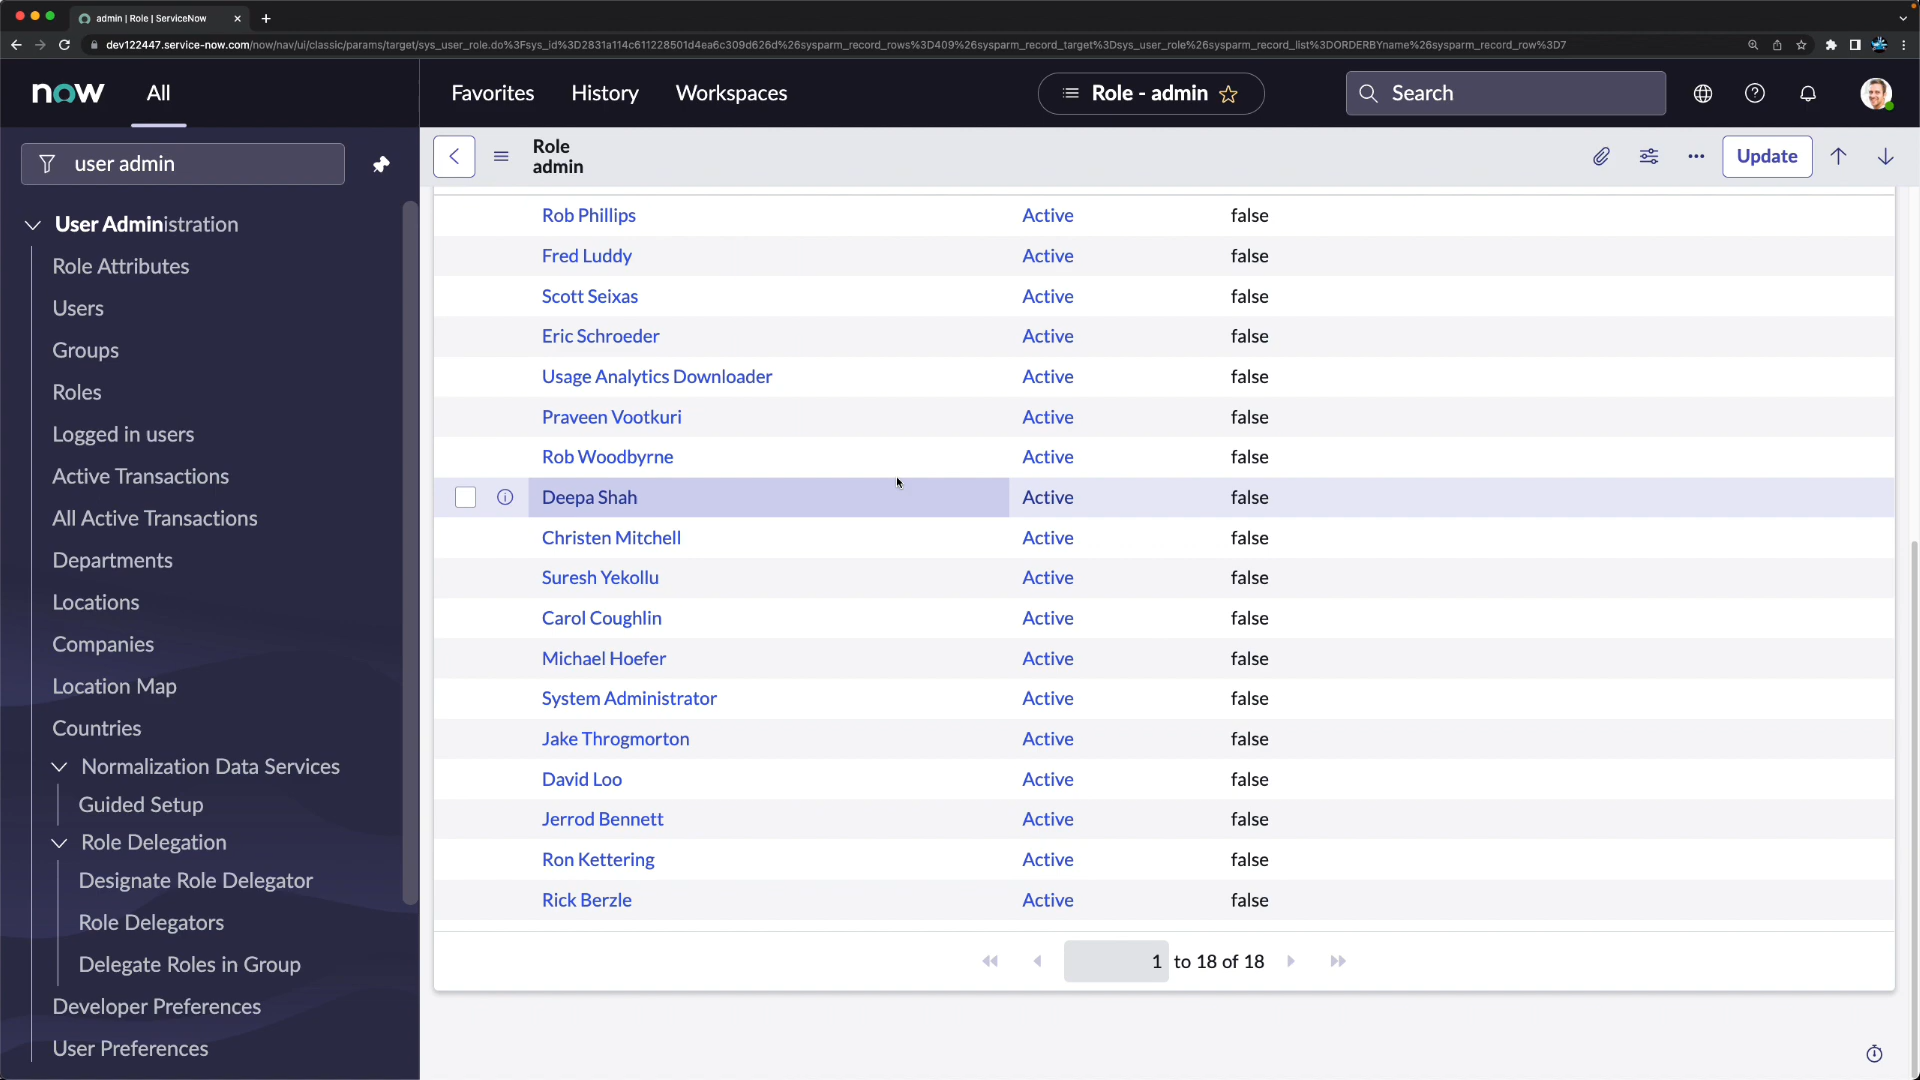 admin | Role | ServiceNow
dev122447.service-now.com/now/nav/ui/classic/params/target/sys_user_role.do%3Fsys_id%3D2831a114c611228501d4ea6c309d626d%26sysparm_record_rows%3D409%26sysparm_record_target%3Dsys_user_role%26sysparm_record_list%3DORDERBYname%26sysparm_record_row%3D7
now
All
Favorites
History
Workspaces
Role - admin
Search
user admin
Role
admin
Update
User Administration
Role Attributes
Users
Groups
Roles
Logged in users
Active Transactions
All Active Transactions
Departments
Locations
Companies
Location Map
Countries
Normalization Data Services
Guided Setup
Role Delegation
Designate Role Delegator
Role Delegators
Delegate Roles in Group
Developer Preferences
User Preferences
Rob Phillips Active false
Fred Luddy Active false
Scott Seixas Active false
Eric Schroeder Active false
Usage Analytics Downloader Active false
Praveen Vootkuri Active false
Rob Woodbyrne Active false
Deepa Shah Active false
Christen Mitchell Active false
Suresh Yekollu Active false
Carol Coughlin Active false
Michael Hoefer Active false
System Administrator Active false
Jake Throgmorton Active false
David Loo Active false
Jerrod Bennett Active false
Ron Kettering Active false
Rick Berzle Active false
1 to 18 of 18